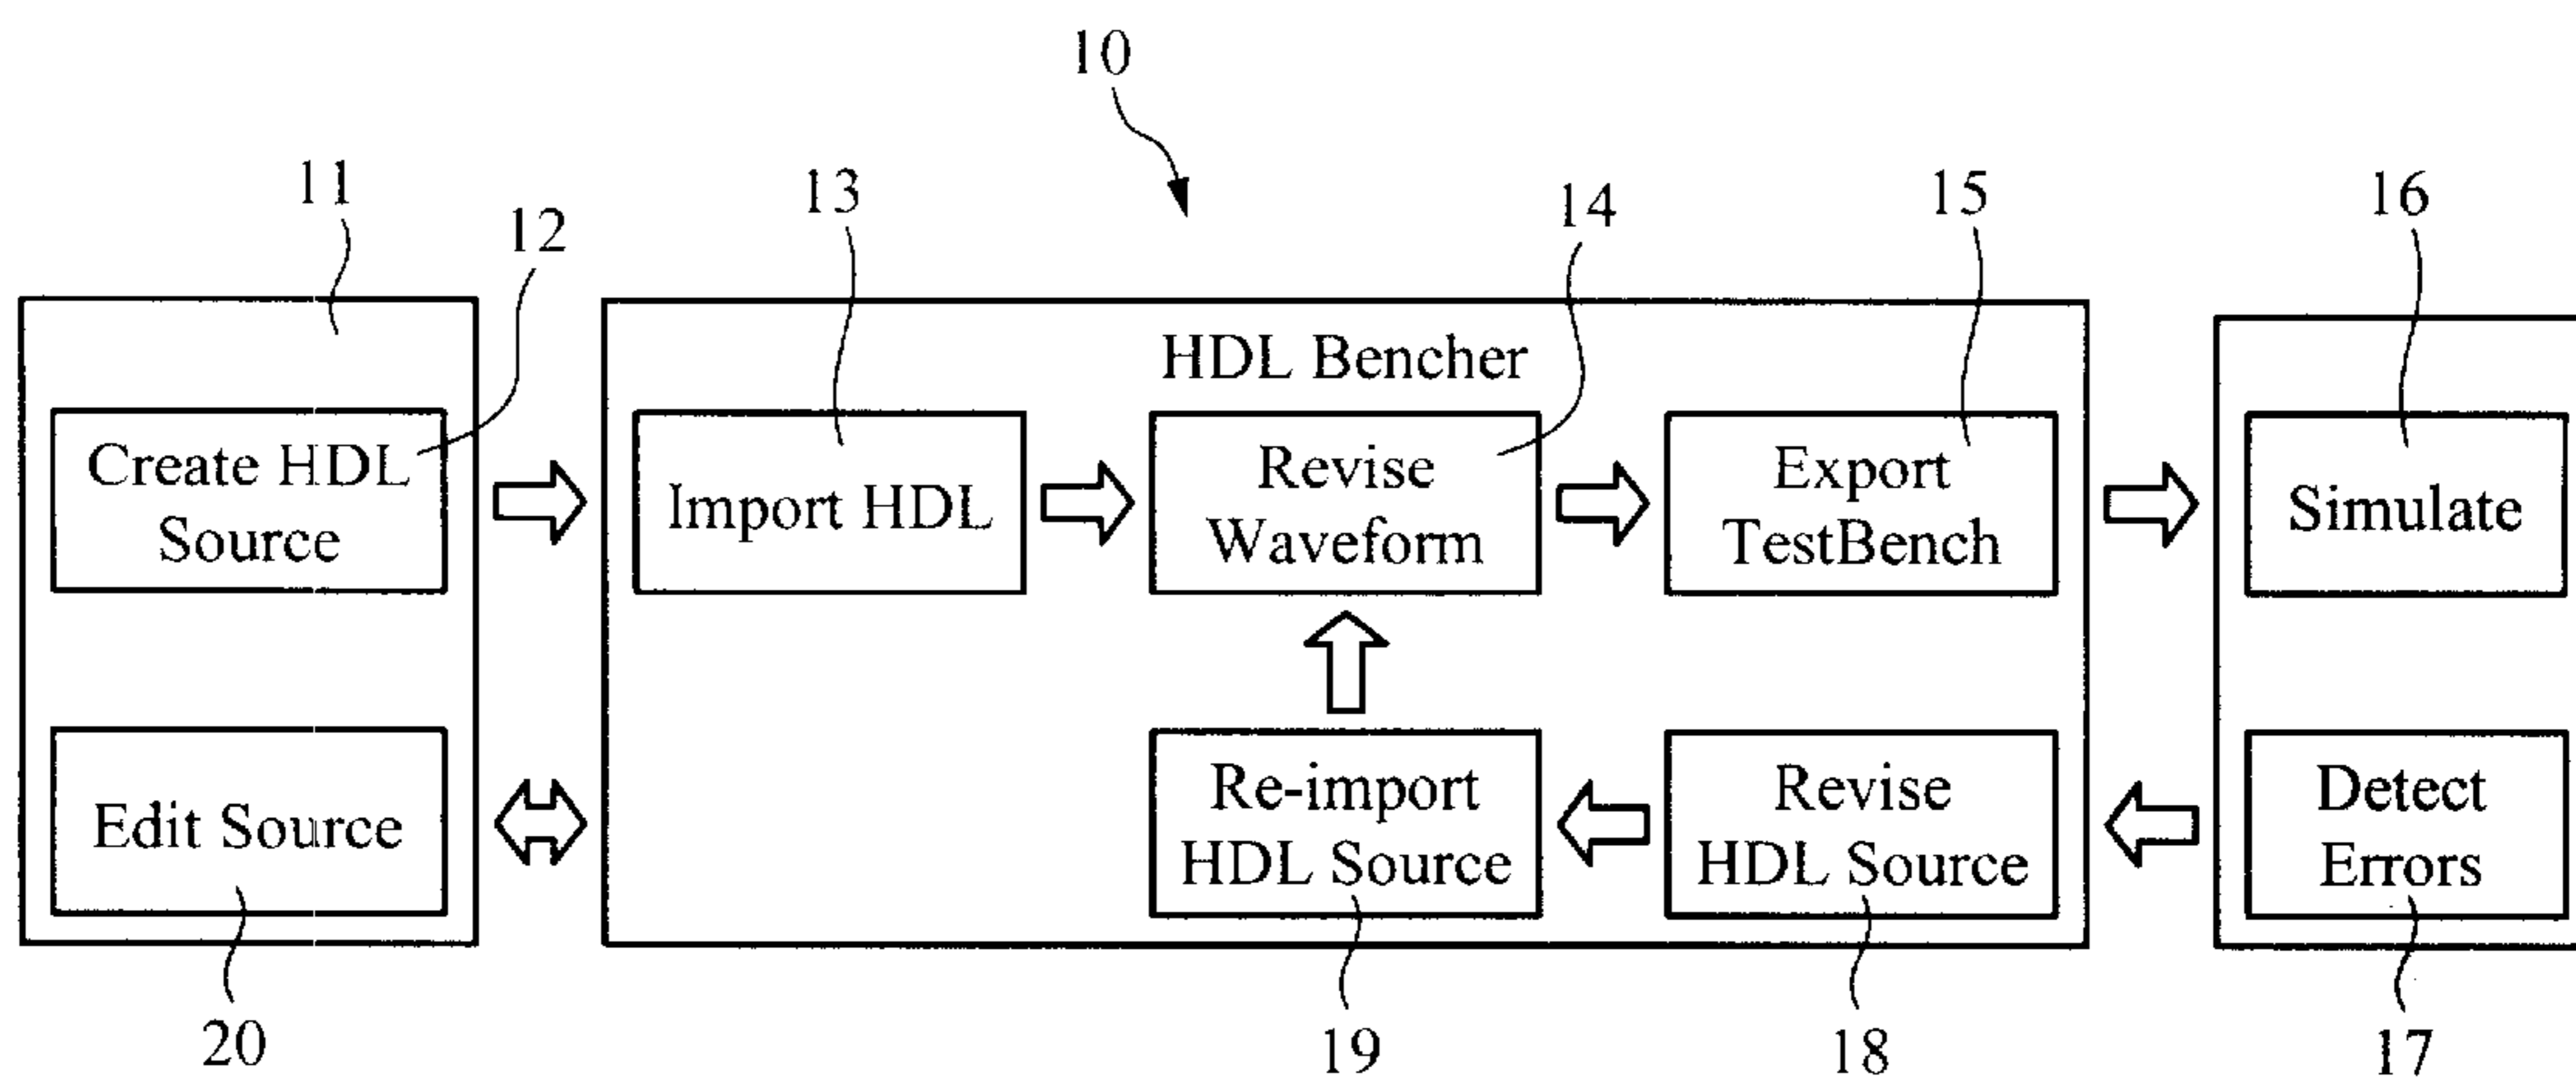 10
11
12
13
14
15
16
HDL Bencher
Create HDL
Source
Import HDL
Revise
Waveform
Export
TestBench
Simulate
Edit Source
Re-import
HDL Source
Revise
HDL Source
Detect
Errors
20
19
18
17